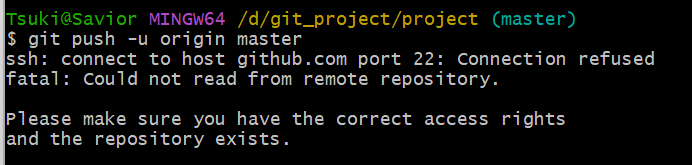 Tsuki@Savior MINGW64 /d/git_project/project (master)
$ git push -u origin master
ssh: connect to host github.com port 22: Connection refused
fatal: Could not read from remote repository.
Please make sure you have the correct access rights
and the repository exists.